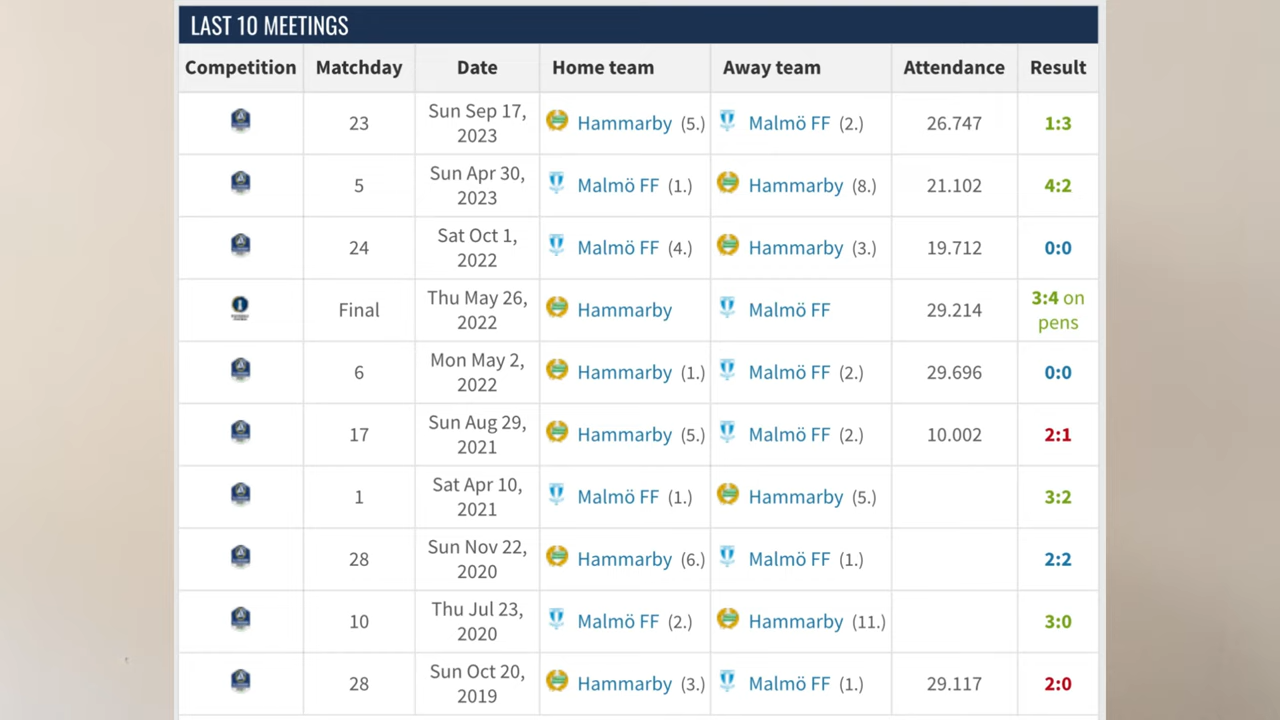 LAST 10 MEETINGS
Competition Matchday Date Home team Away team Attendance Result
23 Sun Sep 17, 2023 Hammarby (5.) Malmö FF (2.) 26.747 1:3
5 Sun Apr 30, 2023 Malmö FF (1.) Hammarby (8.) 21.102 4:2
24 Sat Oct 1, 2022 Malmö FF (4.) Hammarby (3.) 19.712 0:0
Final Thu May 26, 2022 Hammarby Malmö FF 29.214 3:4 on pens
6 Mon May 2, 2022 Hammarby (1.) Malmö FF (2.) 29.696 0:0
17 Sun Aug 29, 2021 Hammarby (5.) Malmö FF (2.) 10.002 2:1
1 Sat Apr 10, 2021 Malmö FF (1.) Hammarby (5.) 3:2
28 Sun Nov 22, 2020 Hammarby (6.) Malmö FF (1.) 2:2
10 Thu Jul 23, 2020 Malmö FF (2.) Hammarby (11.) 3:0
28 Sun Oct 20, 2019 Hammarby (3.) Malmö FF (1.) 29.117 2:0